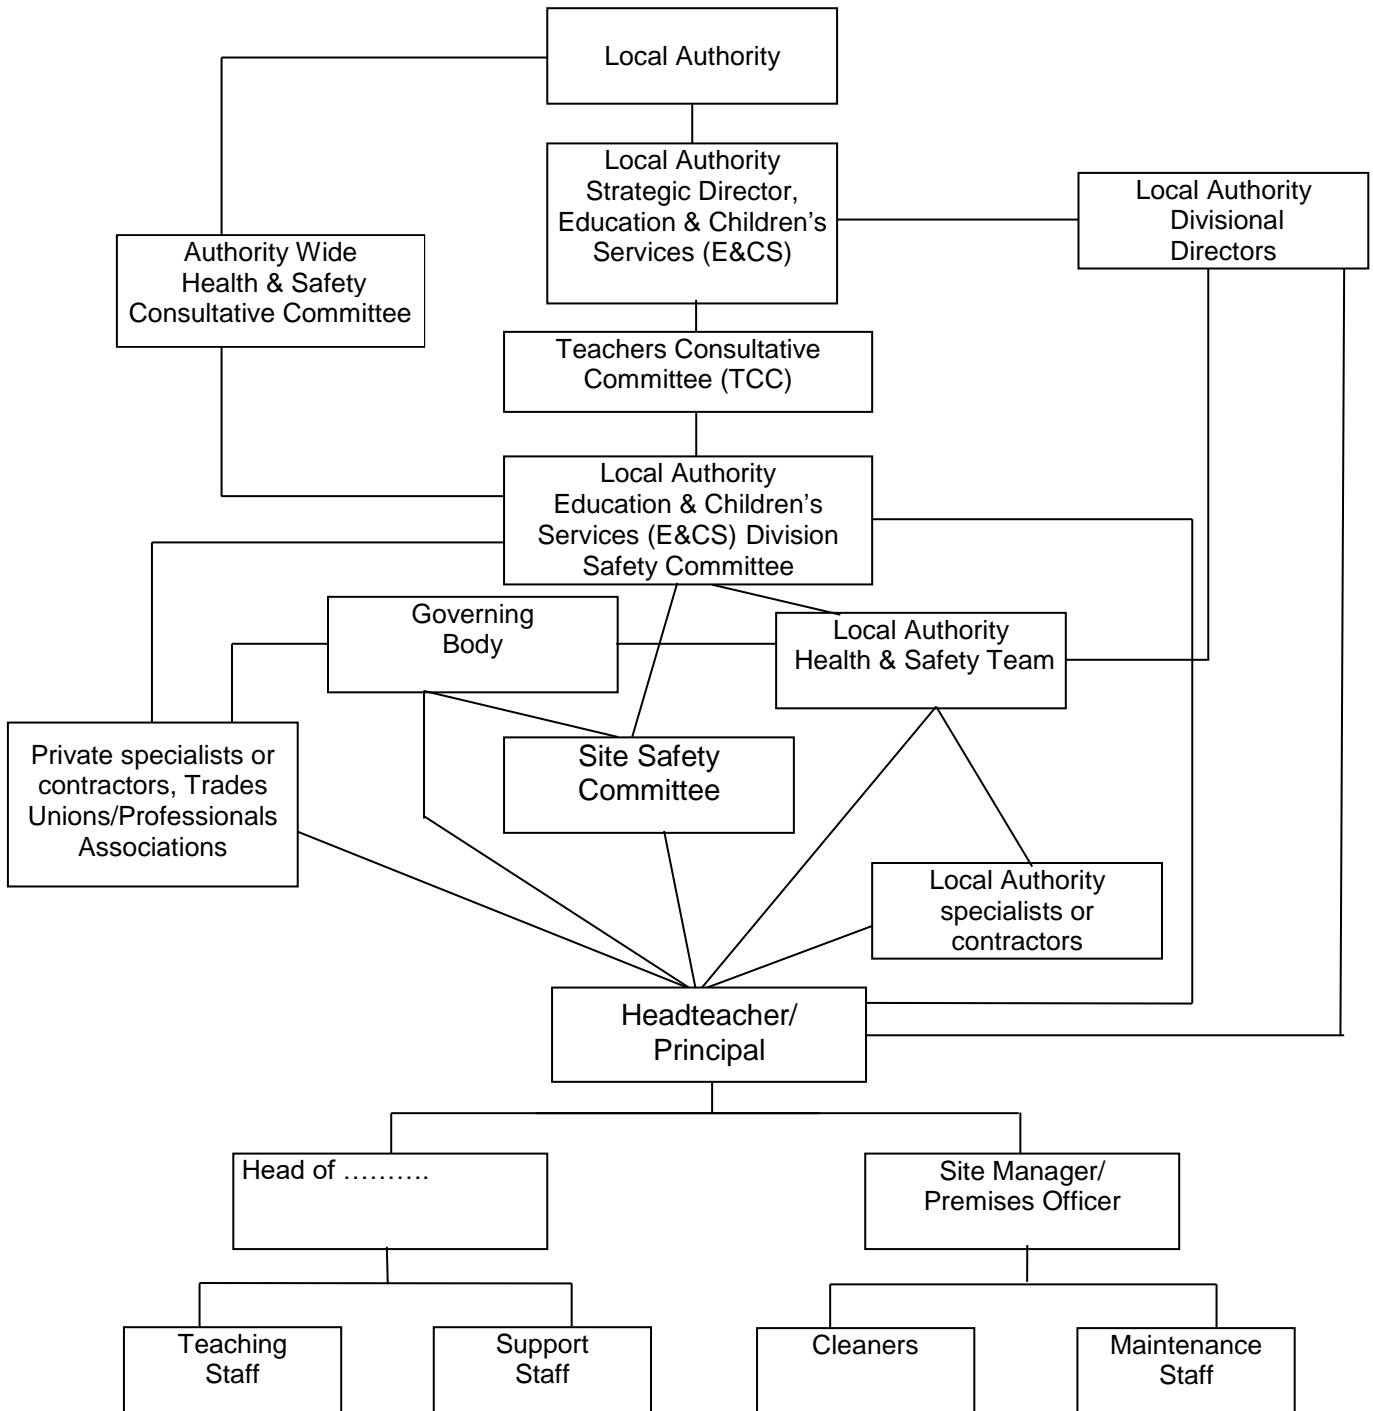 Local Authority
Local Authority
Strategic Director,
Education & Children’s
Services (E&CS)
Local Authority
Divisional
Directors
Authority Wide
Health & Safety
Consultative Committee
Teachers Consultative
Committee (TCC)
Local Authority
Education & Children’s
Services (E&CS) Division
Safety Committee
Governing
Body
Local Authority
Health & Safety Team
Private specialists or
contractors, Trades
Unions/Professionals
Associations
Site Safety
Committee
Local Authority
specialists or
contractors
Headteacher/
Principal
Head of ……….
Site Manager/
Premises Officer
Teaching
Staff
Support
Staff
Cleaners
Maintenance
Staff